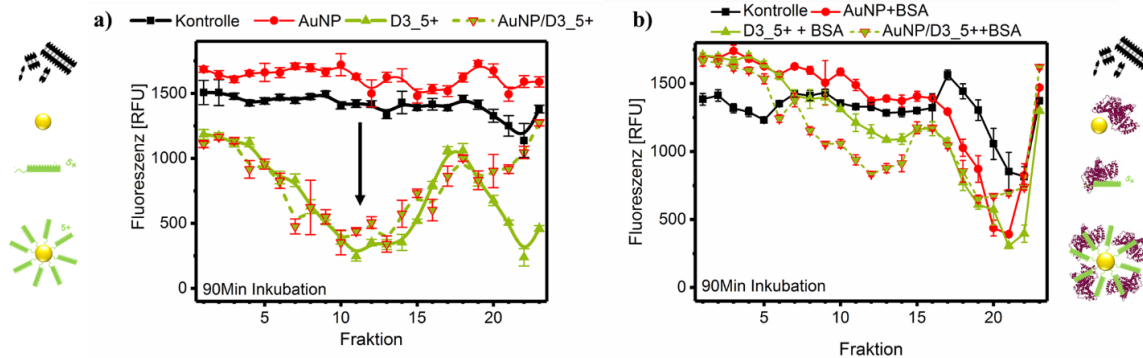 a)
Kontrolle AuNP D3_5+ AuNP/D3_5+
Fluoreszenz [RFU]
1500
1000
500
0
90Min Inkubation
5 10 15 20
Fraktion
5+
b)
Kontrolle AuNP+BSA
D3_5+ + BSA AuNP/D3_5++BSA
Fluoreszenz [RFU]
1500
1000
500
0
90Min Inkubation
5 10 15 20
Fraktion